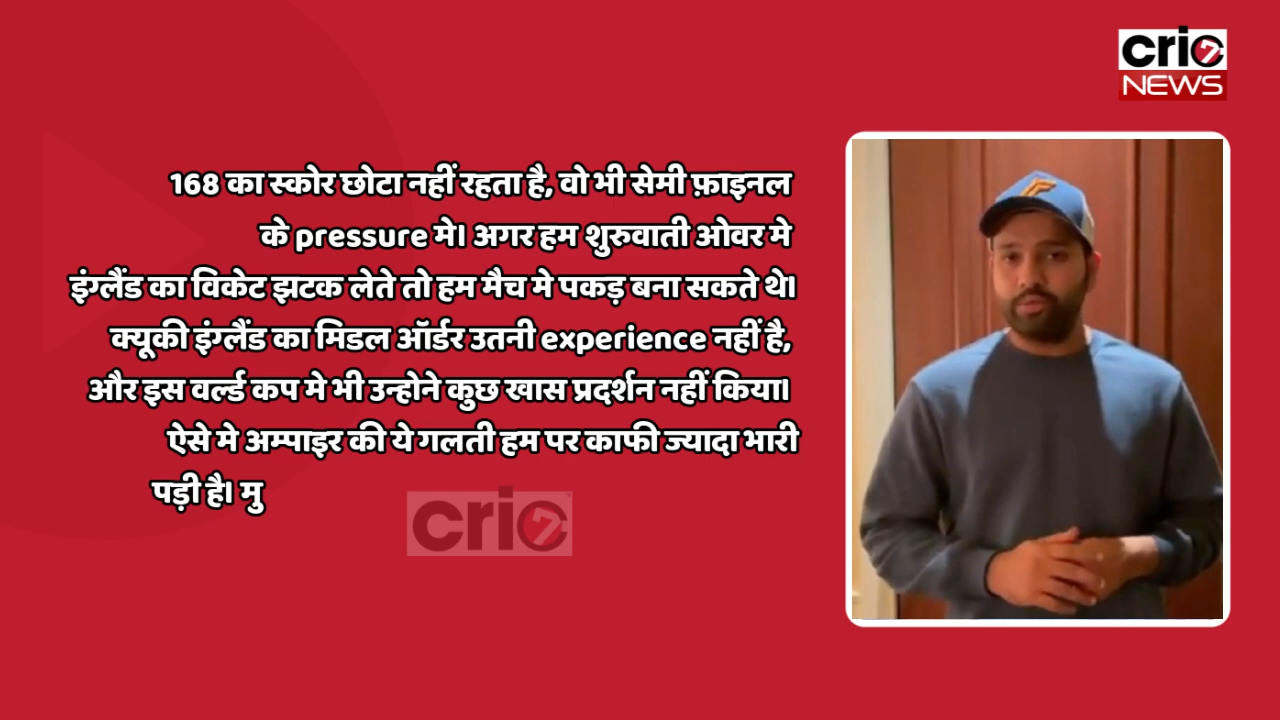 cric7
NEWS
168 का स्कोर छोटा नहीं रहता है, वो भी सेमी फ़ाइनल
के pressure मे। अगर हम शुरुवाती ओवर मे
इंग्लैंड का विकेट झटक लेते तो हम मैच मे पकड़ बना सकते थे।
क्यूकी इंग्लैंड का मिडल ऑर्डर उतनी experience नहीं है,
और इस वर्ल्ड कप मे भी उन्होने कुछ खास प्रदर्शन नहीं किया।
ऐसे मे अम्पाइर की ये गलती हम पर काफी ज्यादा भारी
पड़ी है। मु
cric7